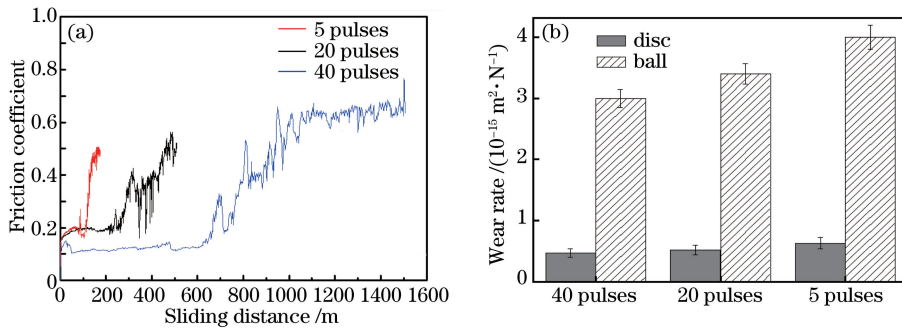 (a)
5 pulses
20 pulses
40 pulses
Friction coefficient
1.0
0.8
0.6
0.4
0.2
0
0 200 400 600 800 1000 1200 1400 1600
Sliding distance /m
(b)
disc
ball
Wear rate /(10⁻¹⁵ m²·N⁻¹)
4
3
2
1
0
40 pulses 20 pulses 5 pulses